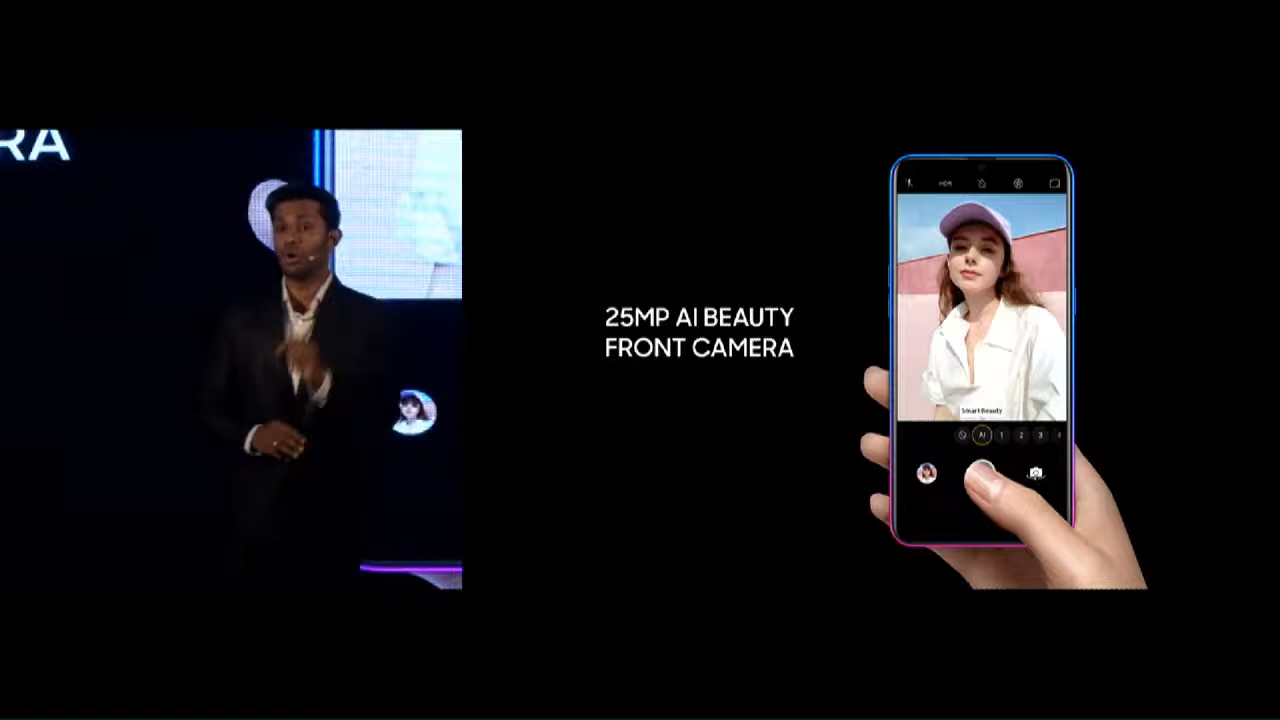 RA
25MP AI BEAUTY
FRONT CAMERA
HDR
Smart Beauty
AI 1 2 3